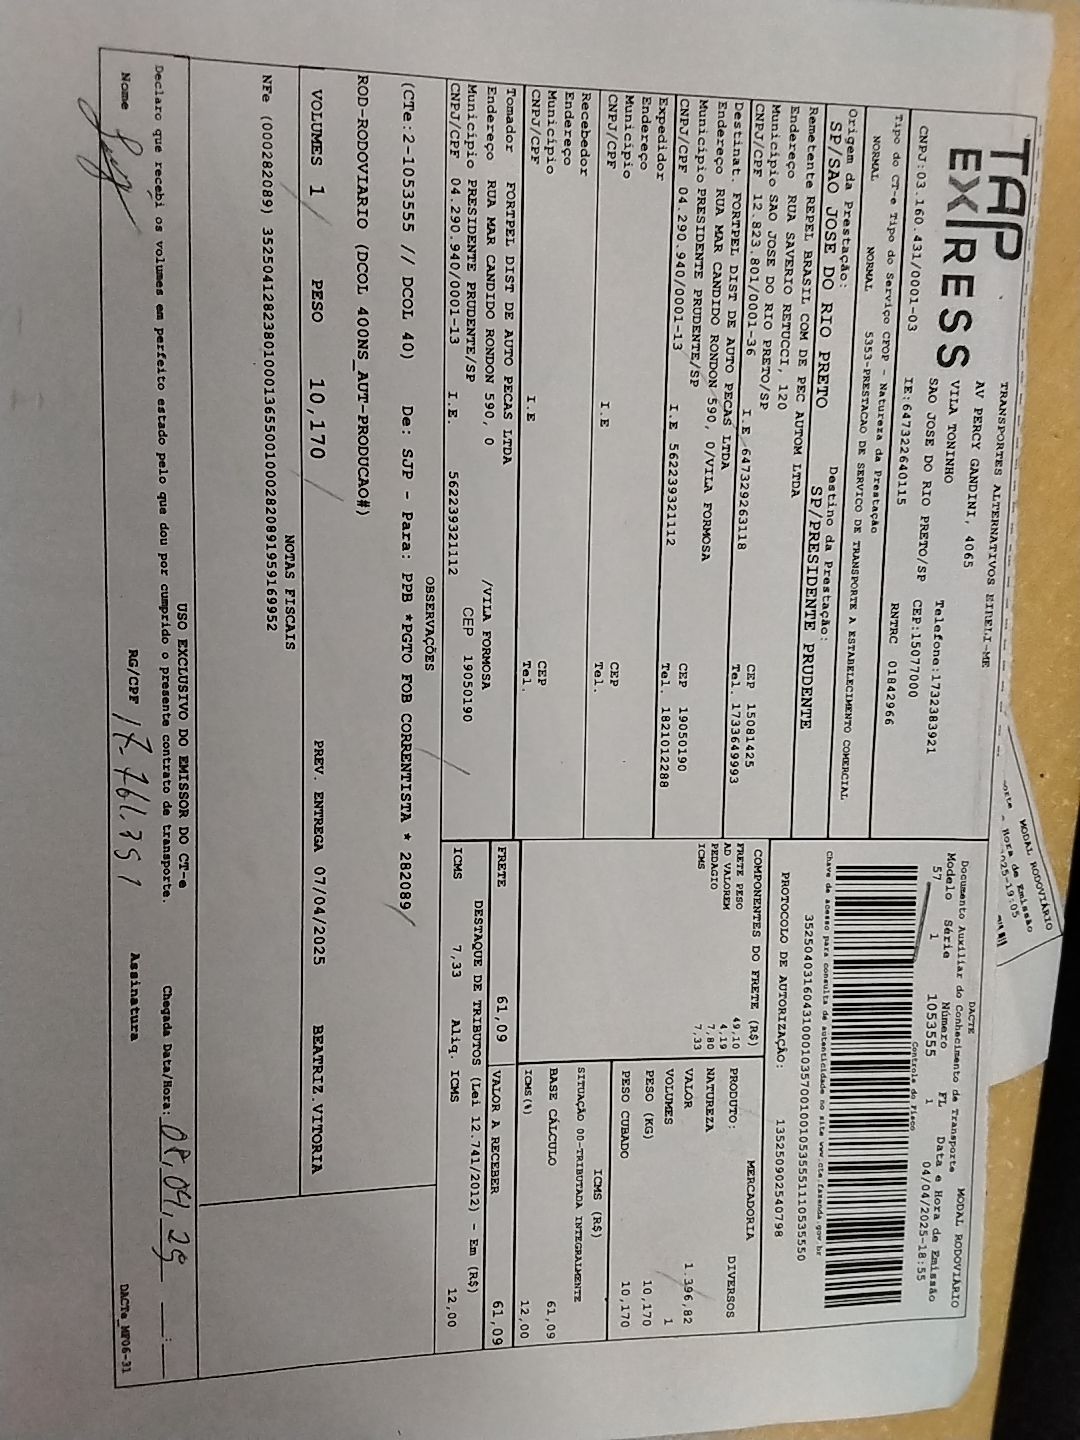 TAP
EXPRESS
TRANSPORTES ALTERNATIVOS EIRELI-ME
AV PERCY GANDINI, 4065
VILA TONINHO
SAO JOSE DO RIO PRETO/SP
Telefone:1732383921
CEP:15077000
CNPJ:03.160.431/0001-03 IE:647322640115 RNTRC 01842966
Tipo do CT-e Tipo do Serviço CFOP - Natureza da Prestação
NORMAL NORMAL 5353-PRESTACAO DE SERVICO DE TRANSPORTE A ESTABELECIMENTO COMERCIAL
Origem da Prestação: Destino da Prestação:
SP/SAO JOSE DO RIO PRETO SP/PRESIDENTE PRUDENTE
Remetente REPEL BRASIL COM DE PEC AUTOM LTDA
Endereço RUA SAVERIO RETUCCI, 120
Município SAO JOSE DO RIO PRETO/SP CEP 15081425
CNPJ/CPF 12.823.801/0001-36 I.E 647329263118 Tel. 1733649993
Destinat. FORTPEL DIST DE AUTO PECAS LTDA
Endereço RUA MAR CANDIDO RONDON 590, 0/VILA FORMOSA
Município PRESIDENTE PRUDENTE/SP CEP 19050190
CNPJ/CPF 04.290.940/0001-13 I.E 562239321112 Tel. 1821012288
Expedidor
Endereço
Município CEP
CNPJ/CPF I.E Tel.
Recebedor
Endereço
Município CEP
CNPJ/CPF I.E Tel.
Tomador FORTPEL DIST DE AUTO PECAS LTDA
Endereço RUA MAR CANDIDO RONDON 590, 0 /VILA FORMOSA
Município PRESIDENTE PRUDENTE/SP CEP 19050190
CNPJ/CPF 04.290.940/0001-13 I.E. 562239321112
DACTE MODAL RODOVIÁRIO
Documento Auxiliar do Conhecimento de Transporte
Modelo Série Número FL Data e Hora de Emissão
57 1 1053555 1 04/04/2025-18:55
Controle do Fisco
35250403160431000103570010010535551110535550
Chave de acesso para consulta de autenticidade no site www.cte.fazenda.gov.br
PROTOCOLO DE AUTORIZAÇÃO: 135250902540798
COMPONENTES DO FRETE (R$)
FRETE PESO 49,10
AD VALOREM 4,19
PEDAGIO 7,80
ICMS 7,33
PRODUTO: MERCADORIA
NATUREZA DIVERSOS
VALOR 1.396,82
VOLUMES 1
PESO (KG) 10,170
PESO CUBADO 10,170
ICMS (R$)
SITUAÇÃO 00-TRIBUTADA INTEGRALMENTE
BASE CÁLCULO 61,09
ICMS(%) 12,00
FRETE 61,09 VALOR A RECEBER 61,09
DESTAQUE DE TRIBUTOS (Lei 12.741/2012) - Em (R$)
ICMS 7,33 Aliq. ICMS 12,00
OBSERVAÇÕES
(CTe:2-1053555 // DCOL 40) De: SJP - Para: PPB *PGTO FOB CORRENTISTA * 282089
ROD-RODOVIARIO (DCOL 400NS_AUT-PRODUCAO#)
VOLUMES 1 PESO 10,170 PREV. ENTREGA 07/04/2025 BEATRIZ.VITORIA
NOTAS FISCAIS
NFe (000282089) 35250412823801000136550010002820891959169952
USO EXCLUSIVO DO EMISSOR DO CT-e
Declaro que recebi os volumes em perfeito estado pelo que dou por cumprido o presente contrato de transporte. Chegada Data/Hora: 08,04,25 __:__
Nome RG/CPF Assinatura
DACTe_MF06-31
MODAL RODOVIÁRIO
Hora de Emissão
2025-19:05